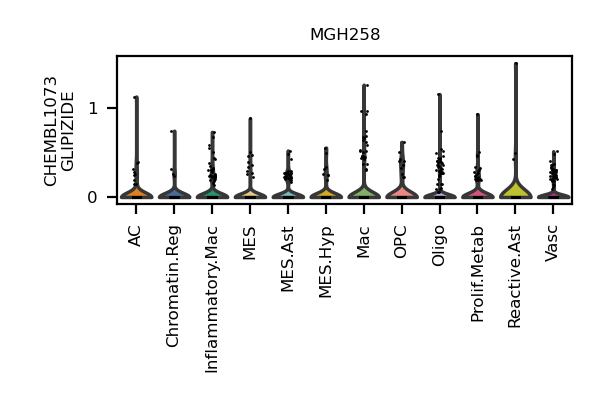 MGH258
CHEMBL1073
GLIPIZIDE
1
0
AC
Chromatin.Reg
Inflammatory.Mac
MES
MES.Ast
MES.Hyp
Mac
OPC
Oligo
Prolif.Metab
Reactive.Ast
Vasc